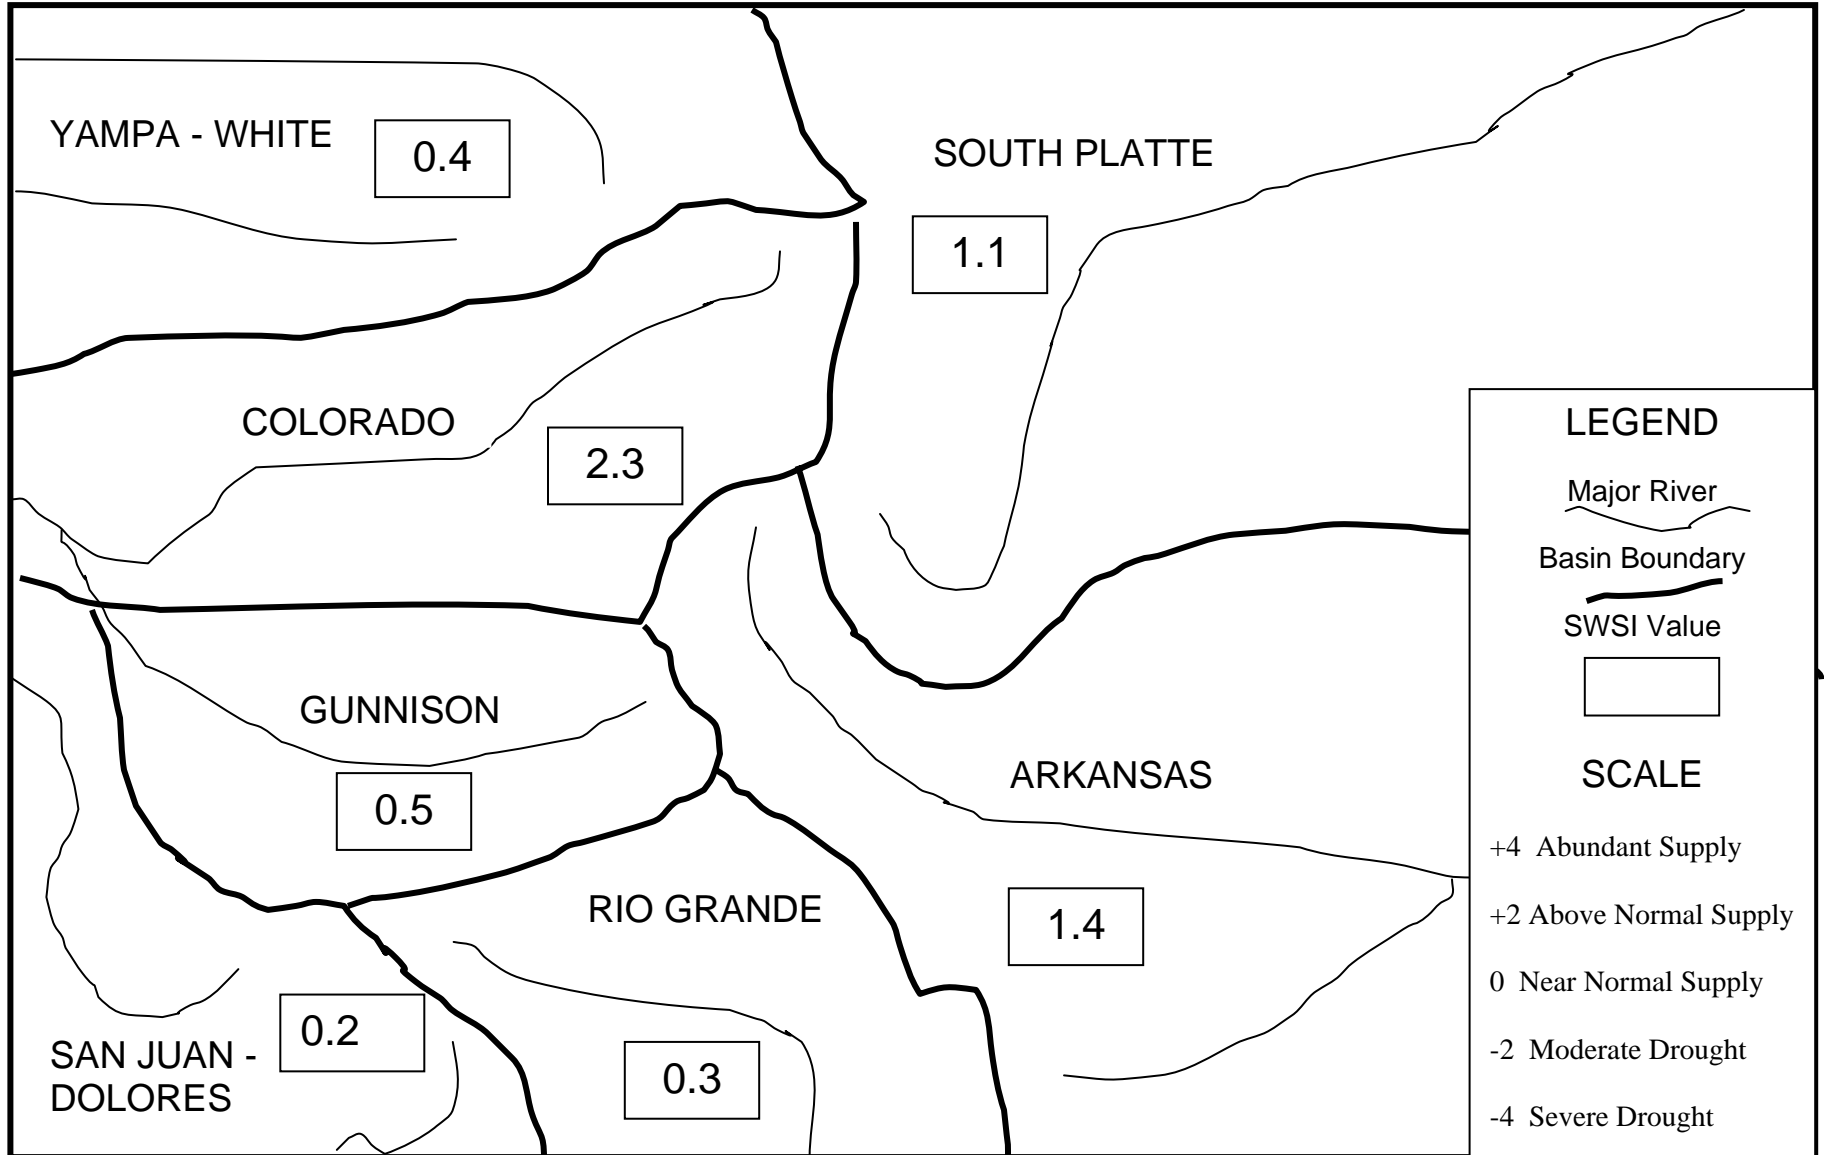 YAMPA - WHITE
0.4
SOUTH PLATTE
1.1
COLORADO
2.3
GUNNISON
0.5
ARKANSAS
1.4
RIO GRANDE
0.3
SAN JUAN -
DOLORES
0.2
LEGEND
Major River
Basin Boundary
SWSI Value
SCALE
+4 Abundant Supply
+2 Above Normal Supply
0 Near Normal Supply
-2 Moderate Drought
-4 Severe Drought